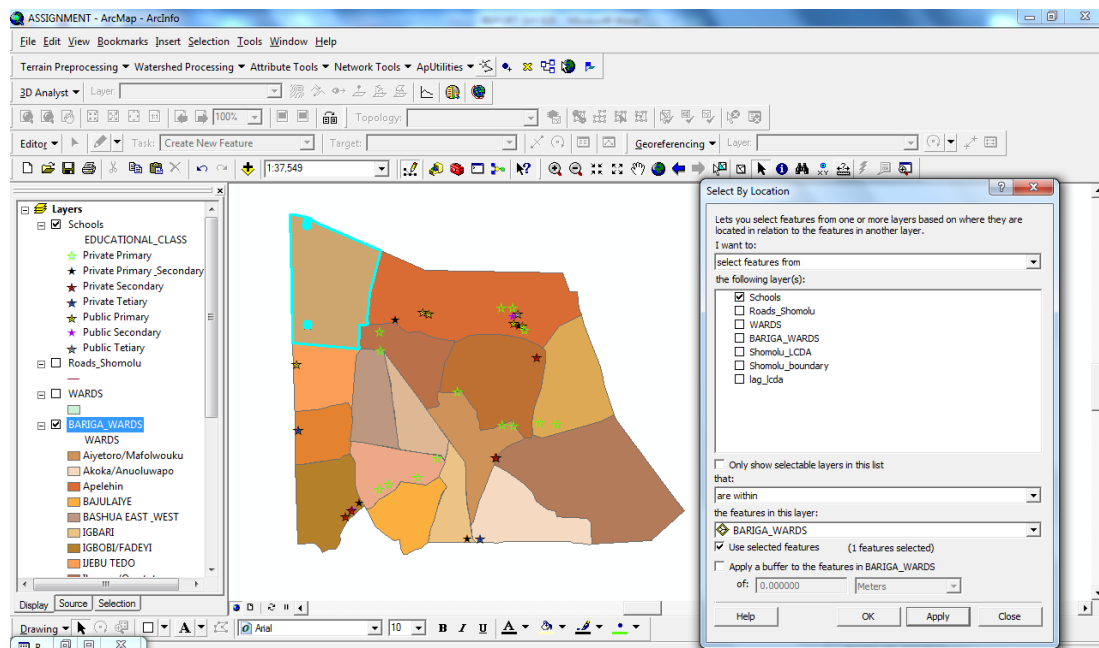 ASSIGNMENT - ArcMap - ArcInfo
File Edit View Bookmarks Insert Selection Tools Window Help
Terrain Preprocessing Watershed Processing Attribute Tools Network Tools ApUtilities
3D Analyst Layer:
100% Topology:
Editor Task: Create New Feature Target: Georeferencing Layer:
1:37,549
Layers
Schools
EDUCATIONAL_CLASS
Private Primary
Private Primary_Secondary
Private Secondary
Private Tetiary
Public Primary
Public Secondary
Public Tetiary
Roads_Shomolu
WARDS
BARIGA_WARDS
WARDS
Aiyetoro/Mafolwouku
Akoka/Anuoluwapo
Apelehin
BAJULAIYE
BASHUA EAST_WEST
IGBARI
IGBOBI/FADEYI
IJEBU TEDO
Display Source Selection
Drawing A Arial 10 B I U A
Select By Location
Lets you select features from one or more layers based on where they are
located in relation to the features in another layer.
I want to:
select features from
the following layer(s):
Schools
Roads_Shomolu
WARDS
BARIGA_WARDS
Shomolu_LCDA
Shomolu_boundary
lag_lcda
Only show selectable layers in this list
that:
are within
the features in this layer:
BARIGA_WARDS
Use selected features (1 features selected)
Apply a buffer to the features in BARIGA_WARDS
of: 0.000000 Meters
Help OK Apply Close